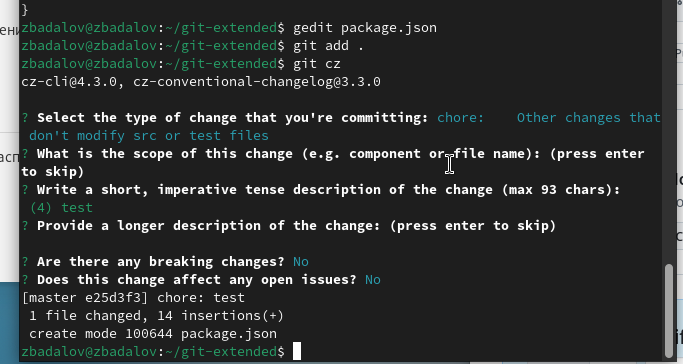 }
zbadalov@zbadalov:~/git-extended$ gedit package.json
zbadalov@zbadalov:~/git-extended$ git add .
zbadalov@zbadalov:~/git-extended$ git cz
cz-cli@4.3.0, cz-conventional-changelog@3.3.0
? Select the type of change that you're committing: chore:    Other changes that
don't modify src or test files
? What is the scope of this change (e.g. component or file name): (press enter
to skip)
? Write a short, imperative tense description of the change (max 93 chars):
(4) test
? Provide a longer description of the change: (press enter to skip)
? Are there any breaking changes? No
? Does this change affect any open issues? No
[master e25d3f3] chore: test
1 file changed, 14 insertions(+)
create mode 100644 package.json
zbadalov@zbadalov:~/git-extended$